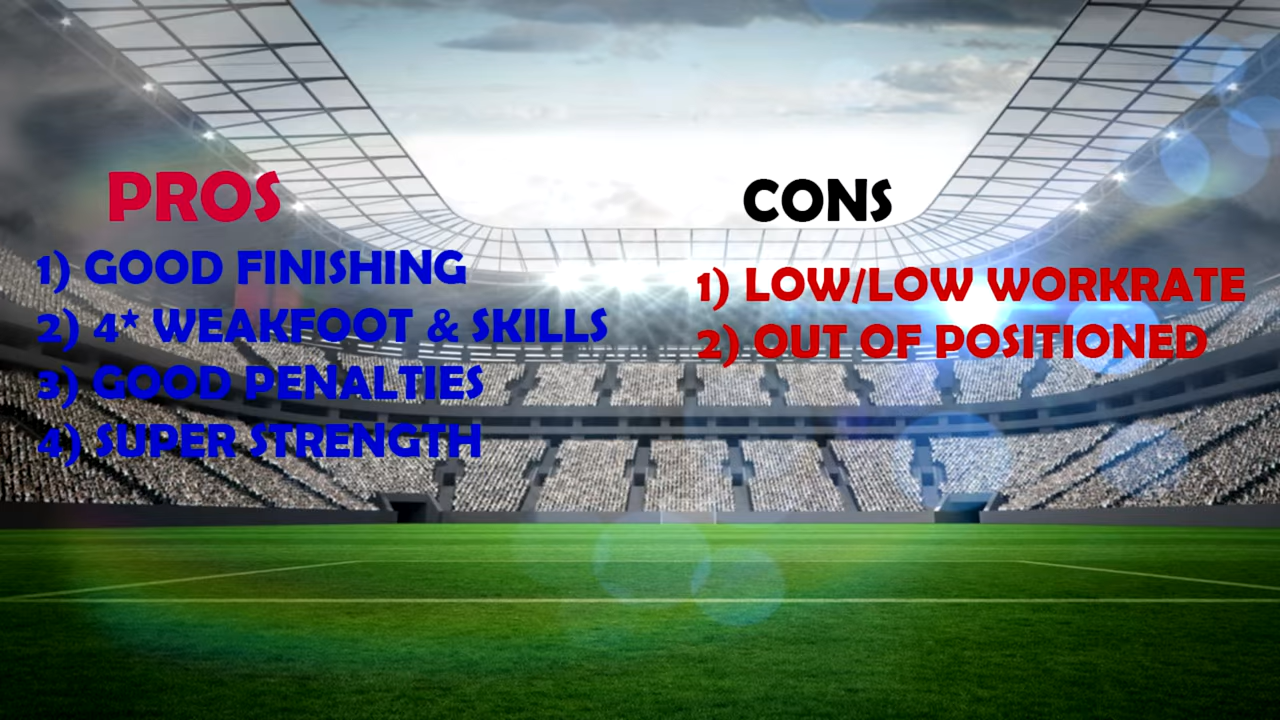 PROS
1) GOOD FINISHING
2) 4* WEAKFOOT & SKILLS
3) GOOD PENALTIES
4) SUPER STRENGTH
CONS
1) LOW/LOW WORKRATE
2) OUT OF POSITIONED